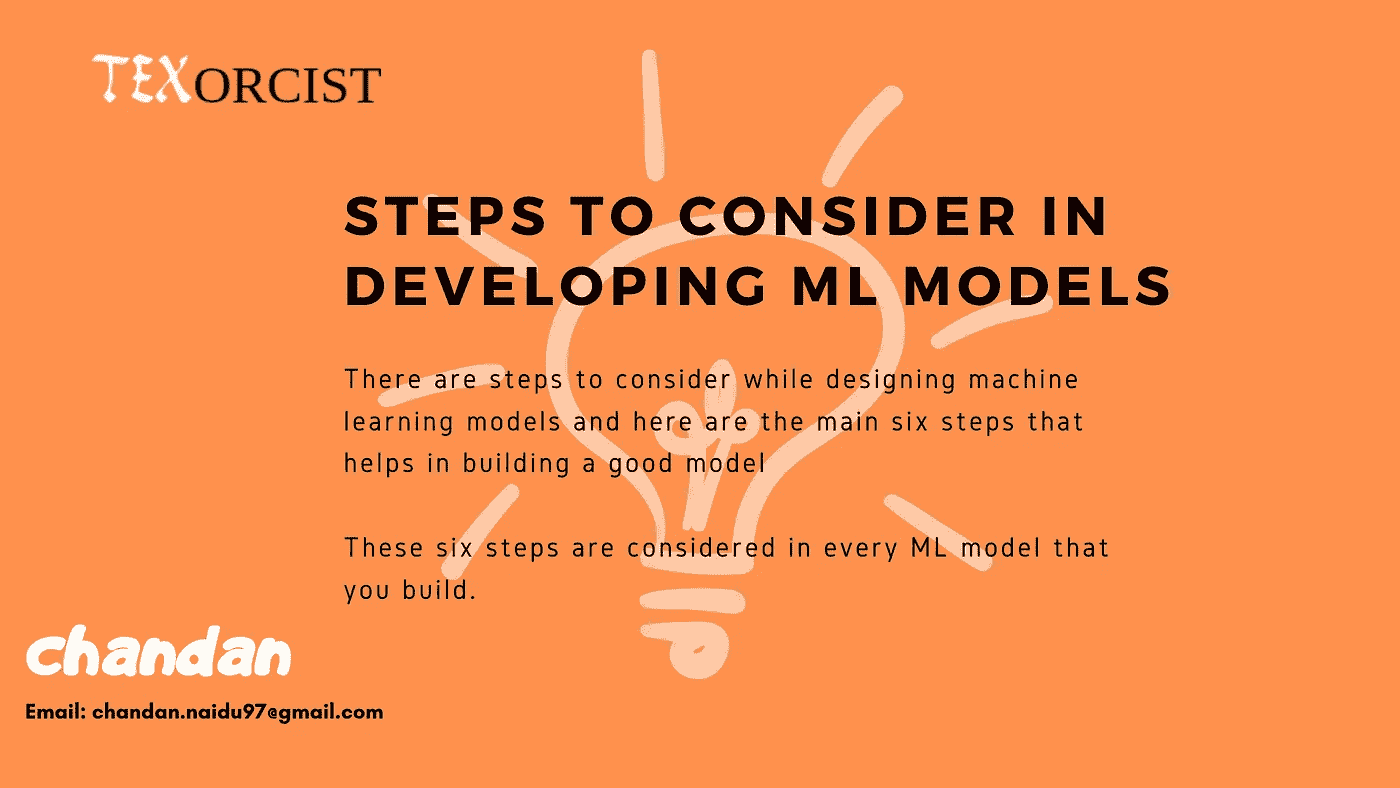 TEXORCIST
STEPS TO CONSIDER IN
DEVELOPING ML MODELS
There are steps to consider while designing machine
learning models and here are the main six steps that
helps in building a good model
These six steps are considered in every ML model that
you build.
chandan
Email: chandan.naidu97@gmail.com